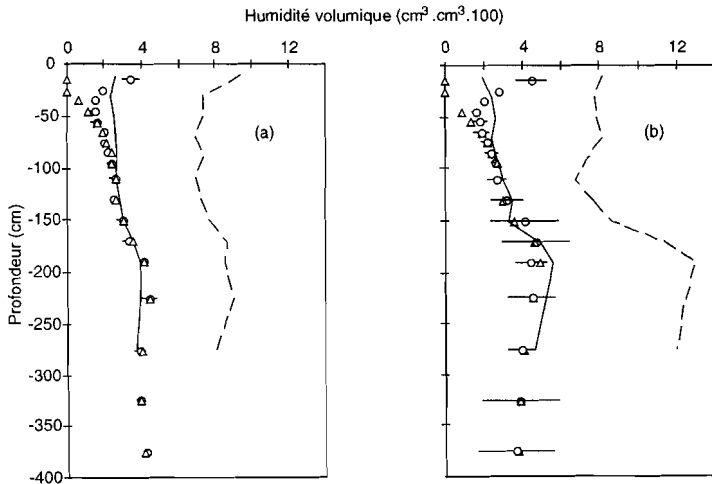 Humidité volumique (cm³.cm³.100)
0 4 8 12
0 4 8 12
0
-50
-100
-150
-200
-250
-300
-350
-400
Profondeur (cm)
(a)
(b)